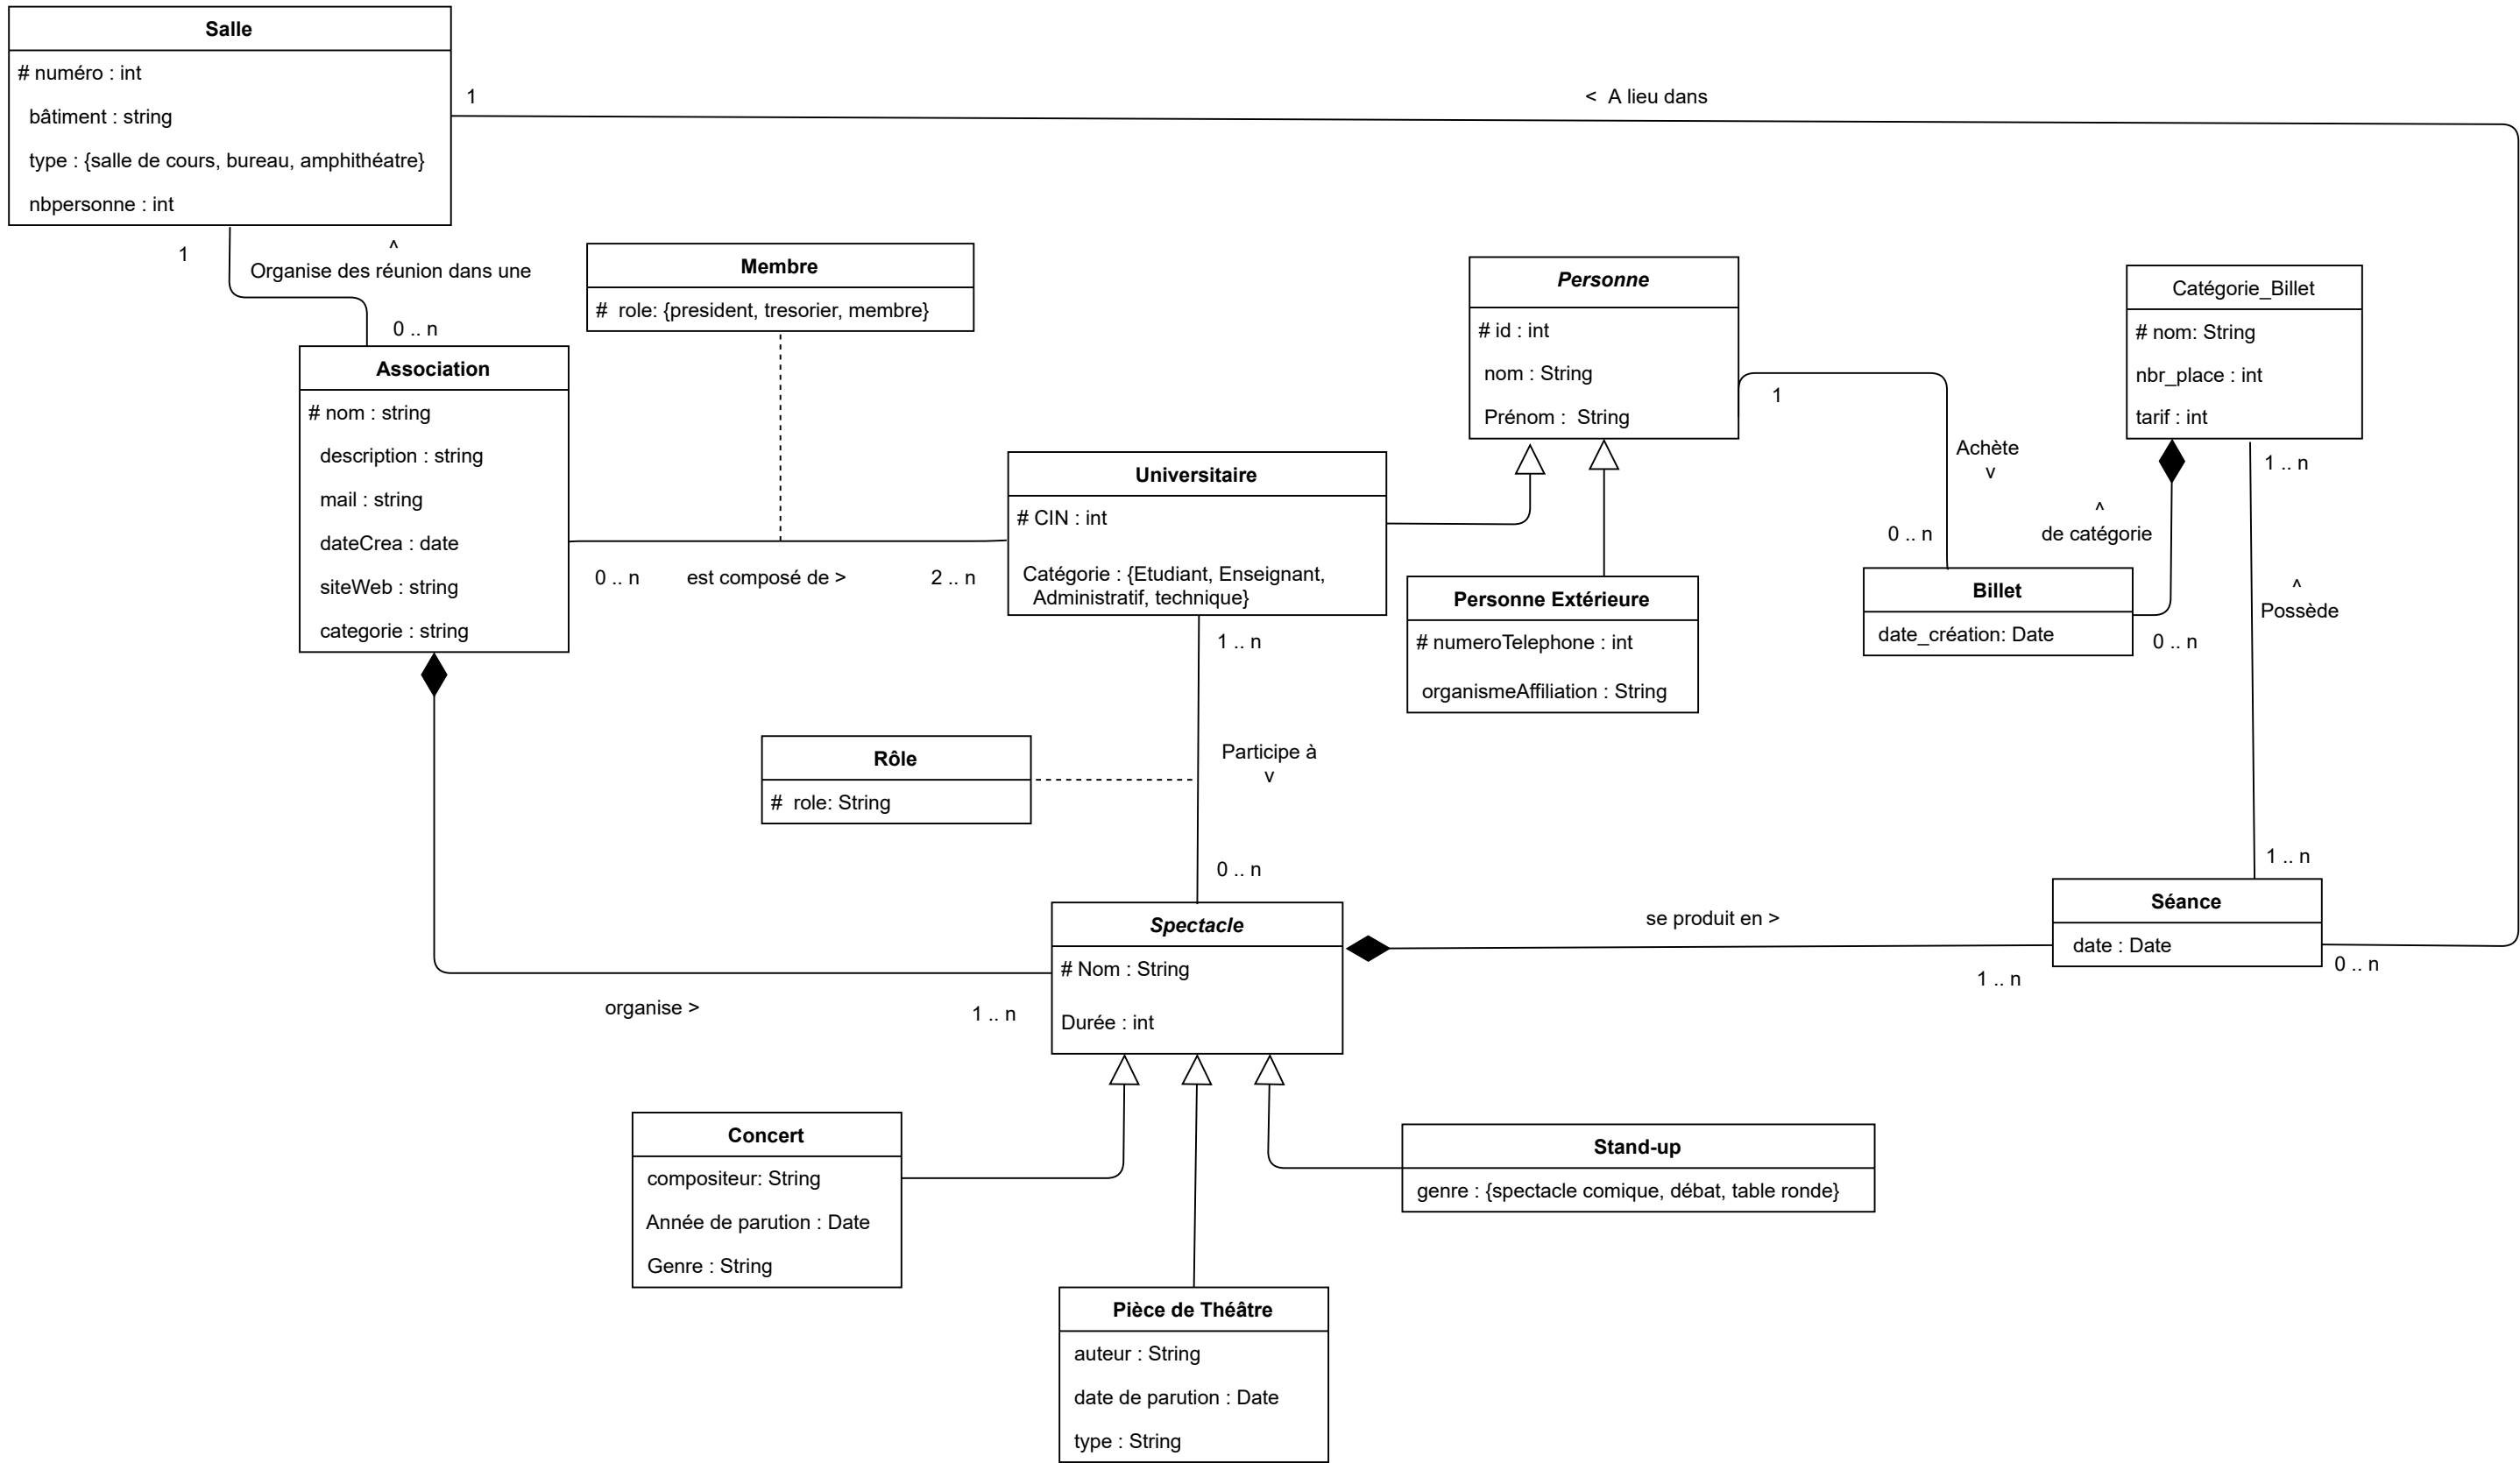 Salle
# numéro : int
bâtiment : string
type : {salle de cours, bureau, amphithéatre}
nbpersonne : int
1
< A lieu dans
1
^
Organise des réunion dans une
0 .. n
Membre
# role: {president, tresorier, membre}
Association
# nom : string
description : string
mail : string
dateCrea : date
siteWeb : string
categorie : string
0 .. n
est composé de >
2 .. n
Universitaire
# CIN : int
Catégorie : {Etudiant, Enseignant,
Administratif, technique}
Personne
# id : int
nom : String
Prénom : String
Personne Extérieure
# numeroTelephone : int
organismeAffiliation : String
1
Achète
v
0 .. n
Billet
date_création: Date
Catégorie_Billet
# nom: String
nbr_place : int
tarif : int
^
de catégorie
0 .. n
1 .. n
^
Possède
1 .. n
1 .. n
Participe à
v
0 .. n
Rôle
# role: String
Spectacle
# Nom : String
Durée : int
organise >
1 .. n
se produit en >
1 .. n
Séance
date : Date
0 .. n
Concert
compositeur: String
Année de parution : Date
Genre : String
Stand-up
genre : {spectacle comique, débat, table ronde}
Pièce de Théâtre
auteur : String
date de parution : Date
type : String